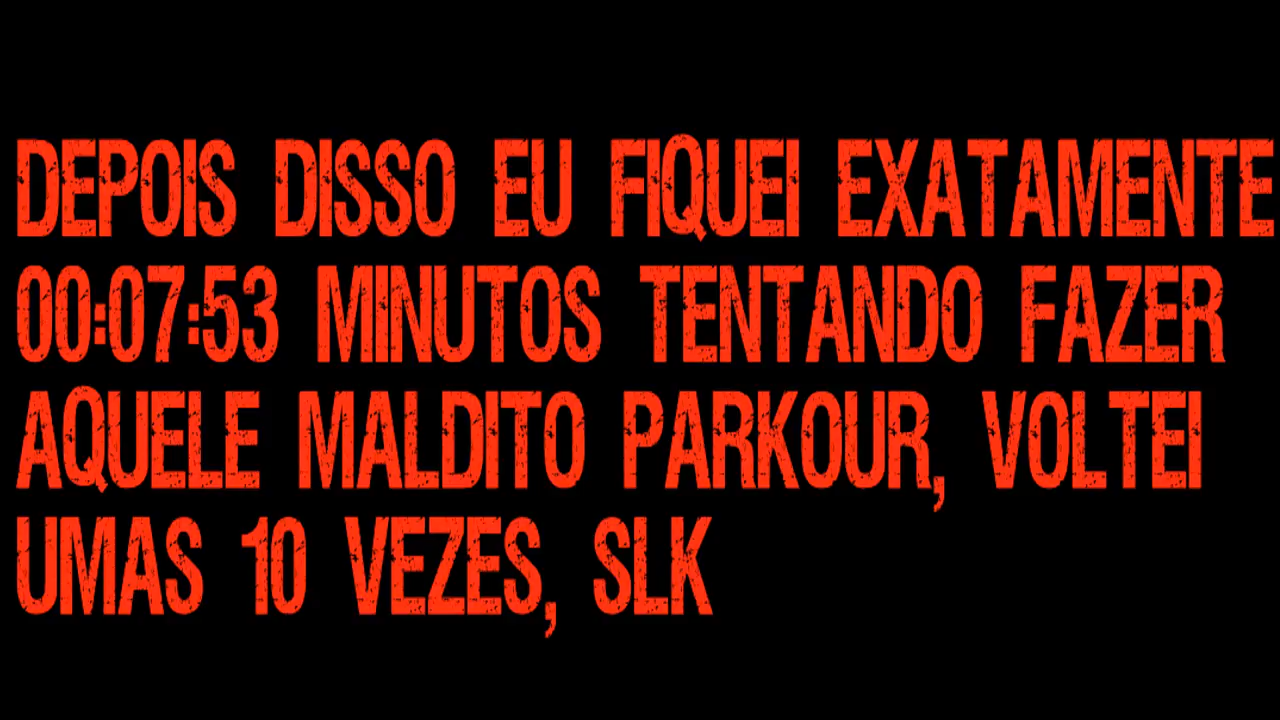 DEPOIS DISSO EU FIQUEI EXATAMENTE
00:07:53 MINUTOS TENTANDO FAZER
AQUELE MALDITO PARKOUR, VOLTEI
UMAS 10 VEZES, SLK